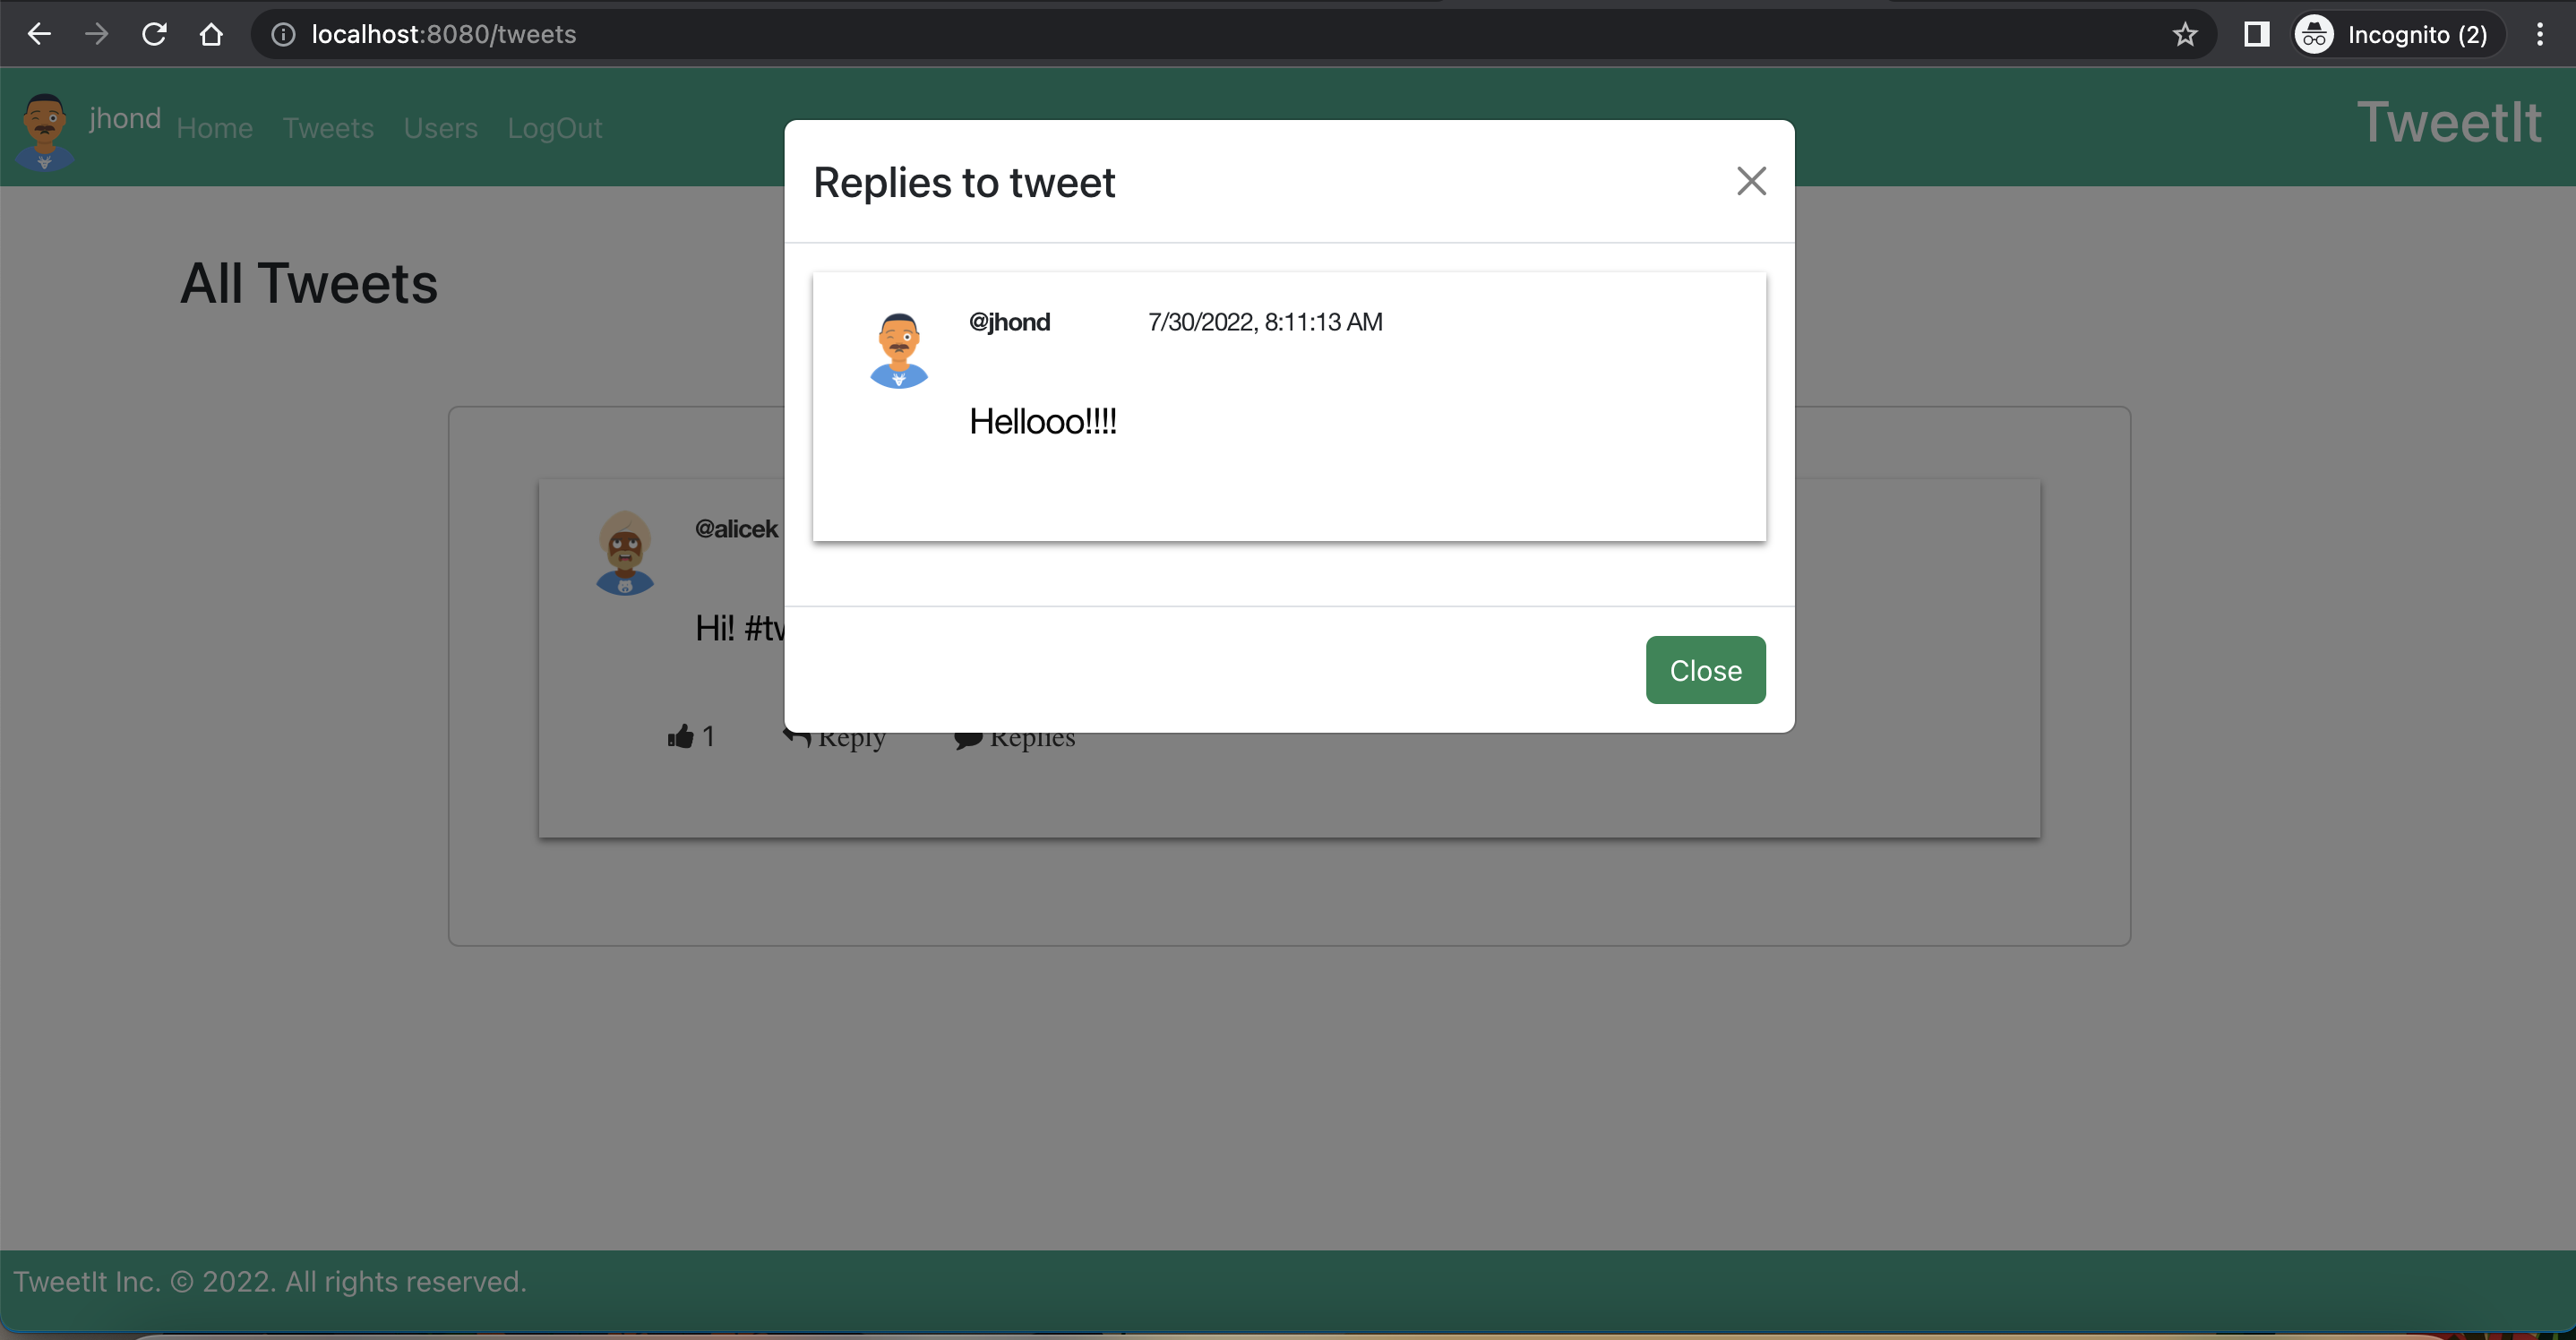 localhost:8080/tweets
Incognito (2)
jhond Home Tweets Users LogOut
TweetIt
Replies to tweet
All Tweets
@jhond 7/30/2022, 8:11:13 AM
Hellooo!!!!
@alicek
Hi!
Close
1 Reply Replies
TweetIt Inc. © 2022. All rights reserved.